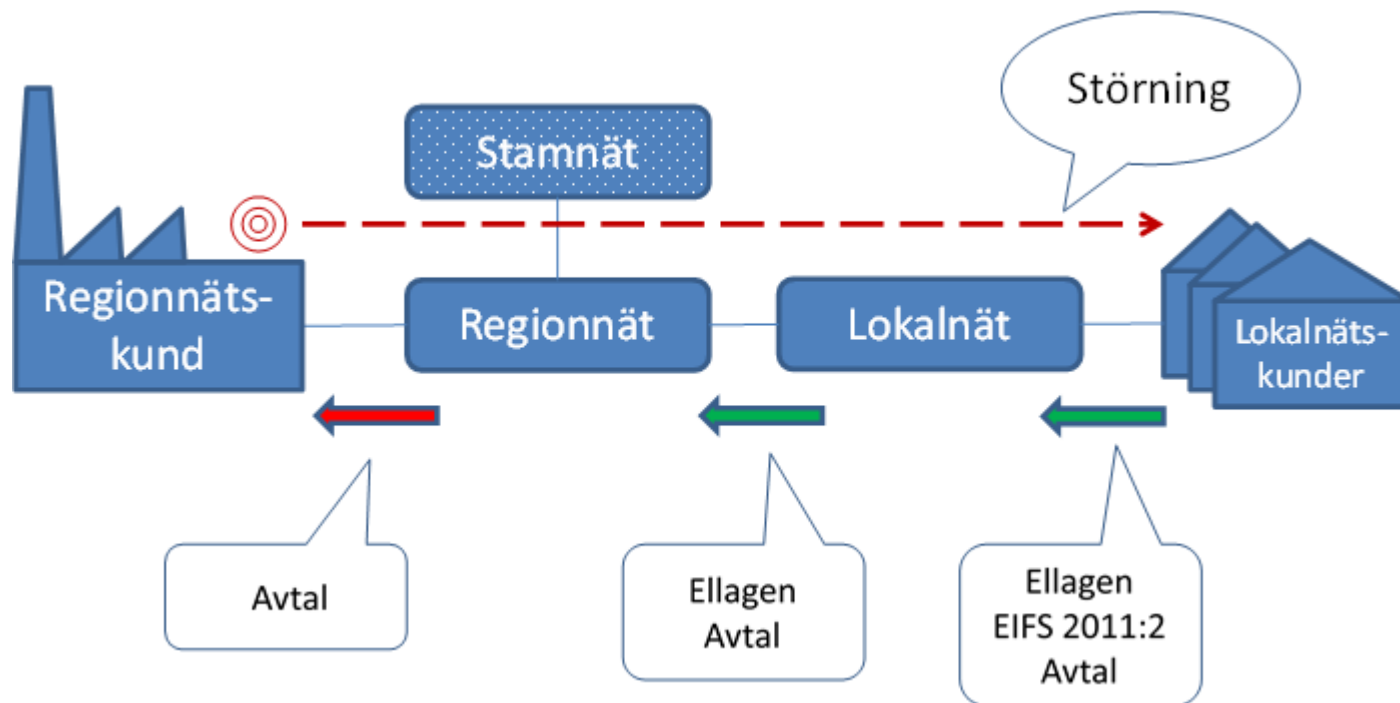 Störning
Stamnät
Regionnäts-
kund
Regionnät
Lokalnät
Lokalnäts-
kunder
Avtal
Ellagen
Avtal
Ellagen
EIFS 2011:2
Avtal